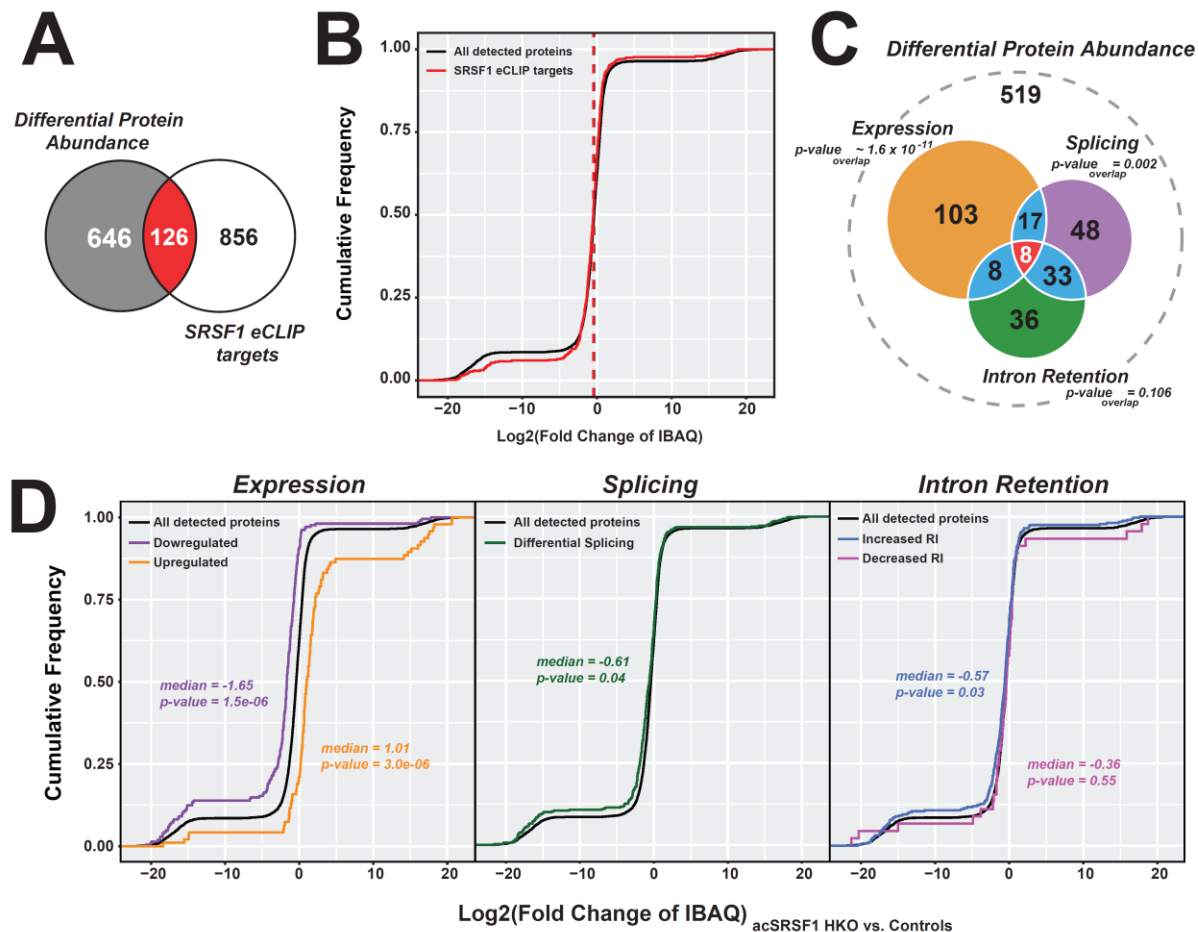 A
Differential Protein
Abundance
646
126
856
SRSF1 eCLIP
targets
B
All detected proteins
SRSF1 eCLIP targets
Cumulative Frequency
1.00
0.75
0.50
0.25
0.00
−20
−10
0
10
20
Log2(Fold Change of IBAQ)
C
Differential Protein Abundance
519
Expression
p-value overlap ~ 1.6 x 10 -11
Splicing
p-value overlap = 0.002
103
17
48
8
8
33
36
Intron Retention
p-value overlap = 0.106
D
Expression
Splicing
Intron Retention
Cumulative Frequency
1.00
0.75
0.50
0.25
0.00
All detected proteins
Dowregulated
Upregulated
median = -1.65
p-value = 1.5e-06
median = 1.01
p-value = 3.0e-06
−20
−10
0
10
20
All detected proteins
Differential Splicing
median = -0.61
p-value = 0.04
−20
−10
0
10
20
All detected proteins
Increased RI
Decreased RI
median = -0.57
p-value = 0.03
median = -0.36
p-value = 0.55
−20
−10
0
10
20
Log2(Fold Change of IBAQ) acSRSF1 HKO vs. Controls